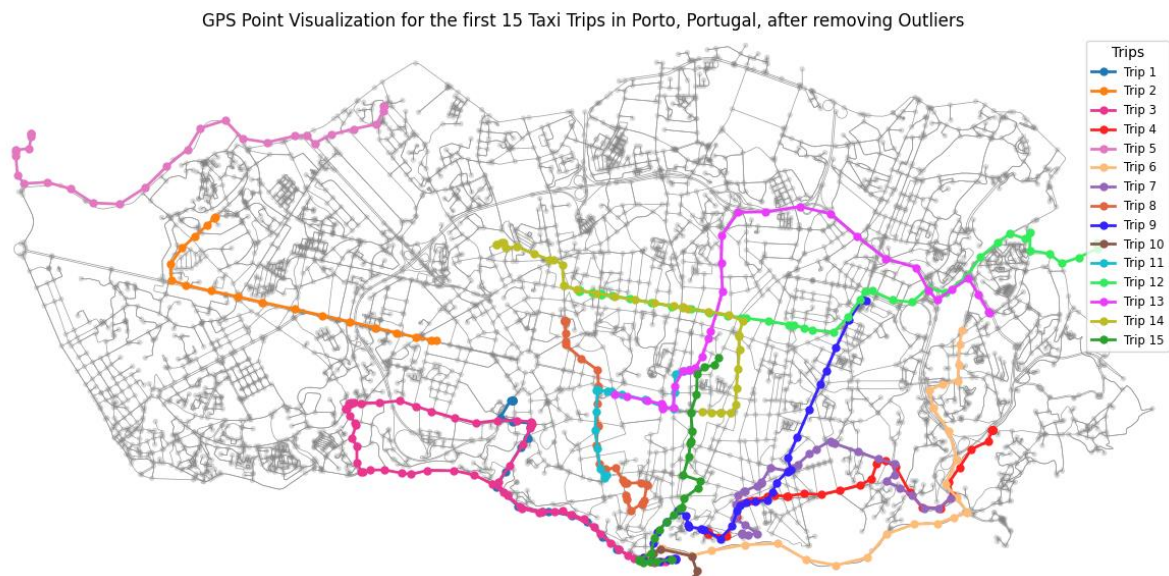 GPS Point Visualization for the first 15 Taxi Trips in Porto, Portugal, after removing Outliers
Trips
Trip 1
Trip 2
Trip 3
Trip 4
Trip 5
Trip 6
Trip 7
Trip 8
Trip 9
Trip 10
Trip 11
Trip 12
Trip 13
Trip 14
Trip 15